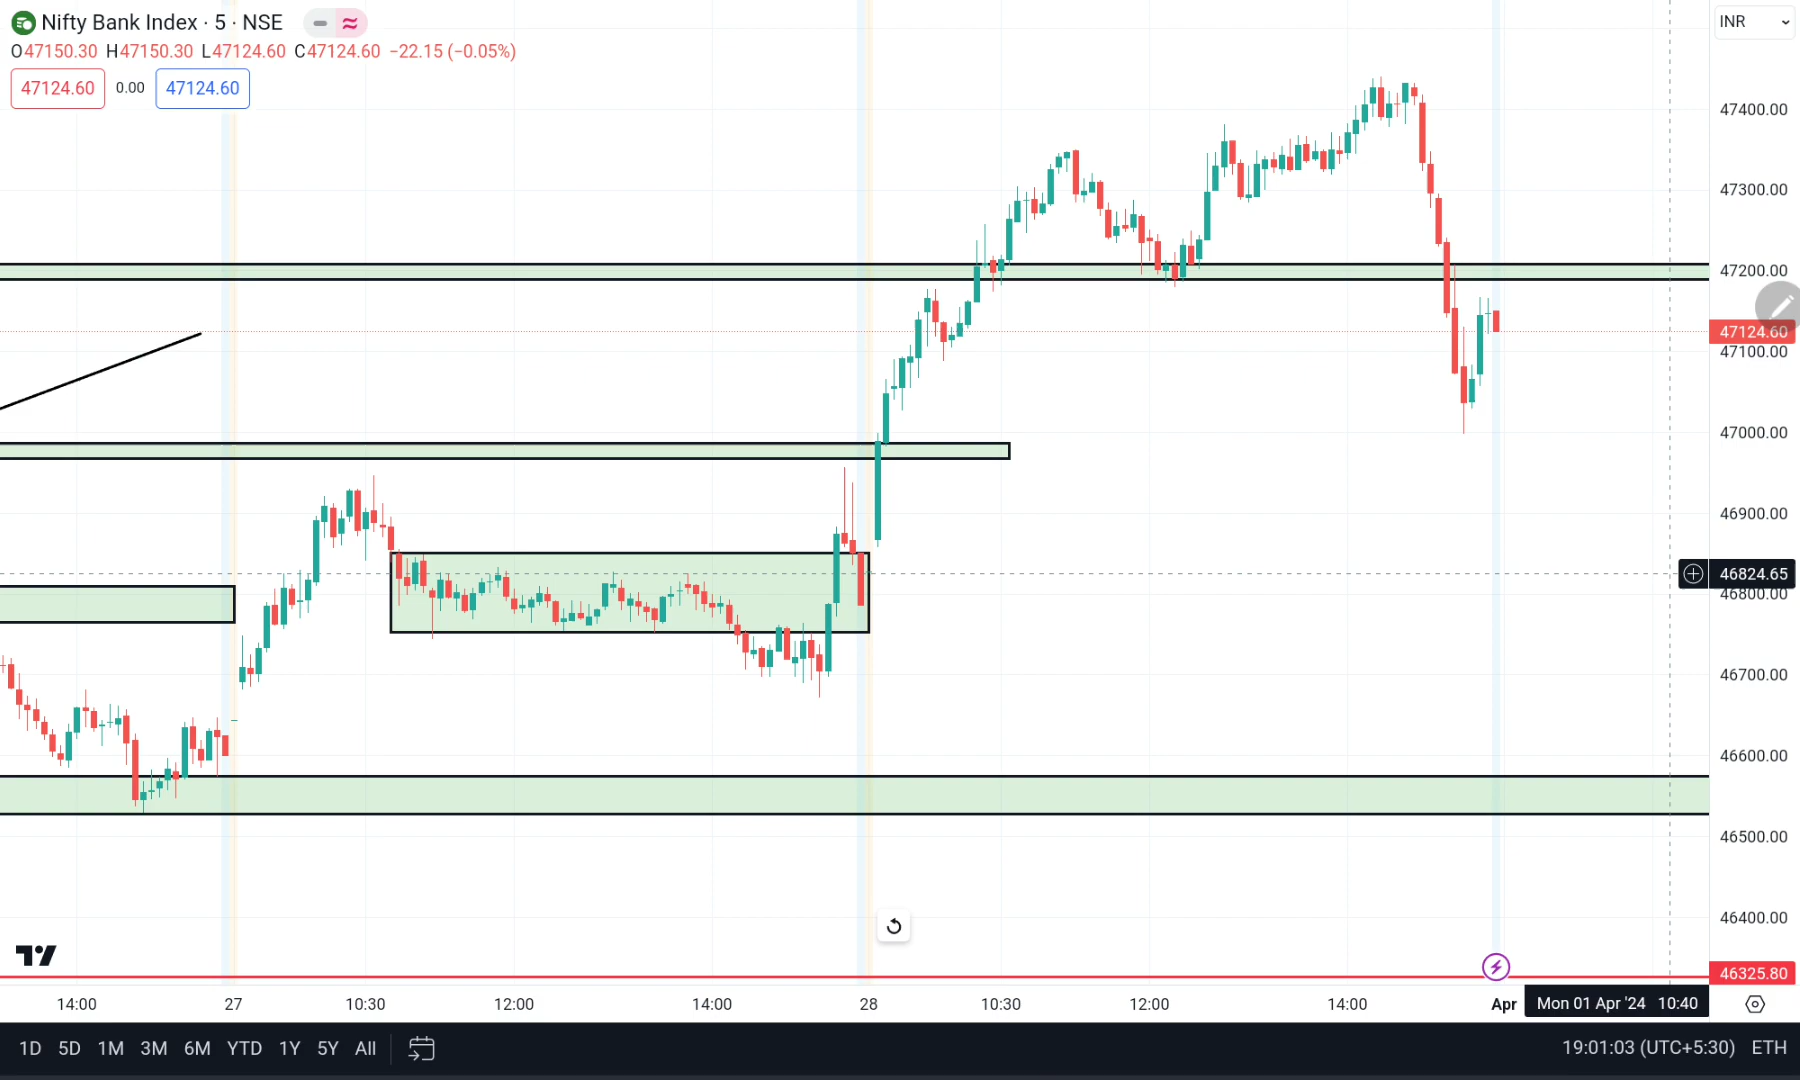 Nifty Bank Index · 5 · NSE
O47150.30 H47150.30 L47124.60 C47124.60 −22.15 (−0.05%)
47124.60 0.00 47124.60
INR
47400.00
47300.00
47200.00
47124.60
47100.00
47000.00
46900.00
46824.65
46800.00
46700.00
46600.00
46500.00
46400.00
46325.80
14:00 27 10:30 12:00 14:00 28 10:30 12:00 14:00 Apr Mon 01 Apr '24 10:40
1D 5D 1M 3M 6M YTD 1Y 5Y All 19:01:03 (UTC+5:30) ETH